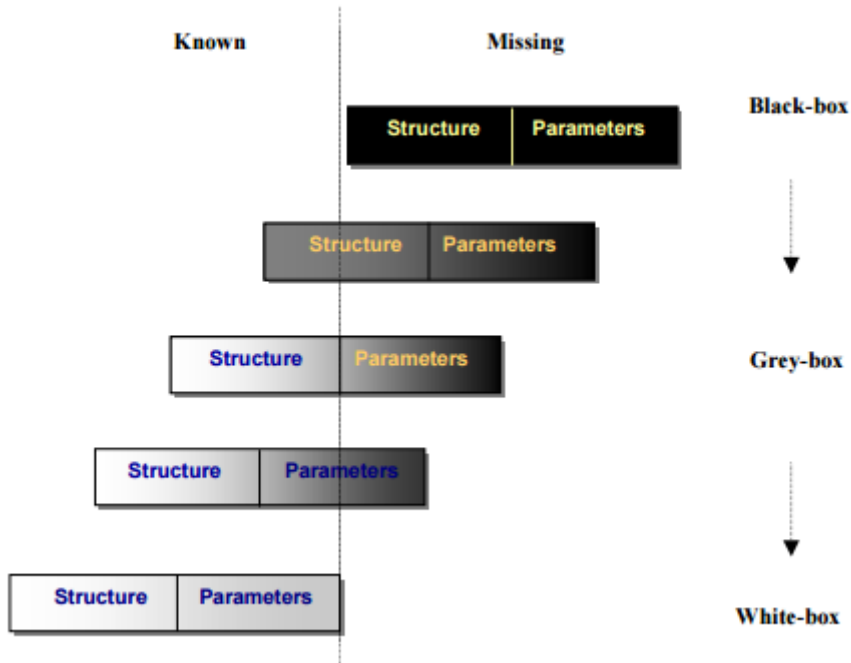 Known Missing
Black-box
Structure Parameters
Structure Parameters
Structure Parameters
Grey-box
Structure Parameters
Structure Parameters
White-box